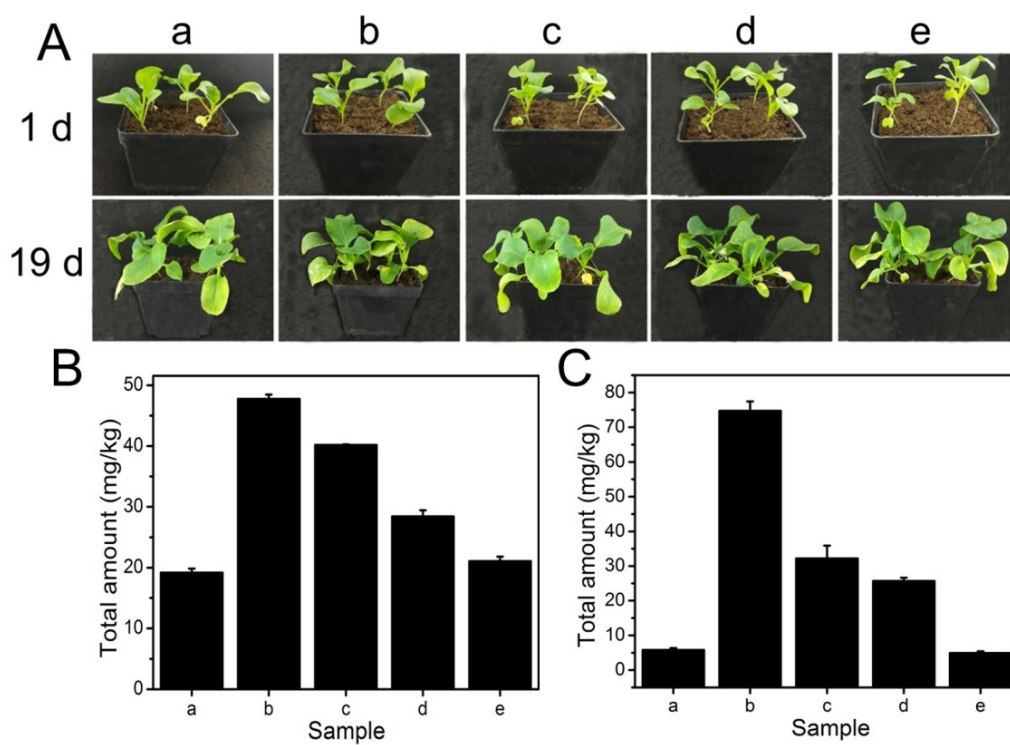 A
a b c d e
1 d
19 d
B
Total amount (mg/kg)
50
40
30
20
10
0
a b c d e
Sample
C
Total amount (mg/kg)
80
70
60
50
40
30
20
10
0
a b c d e
Sample